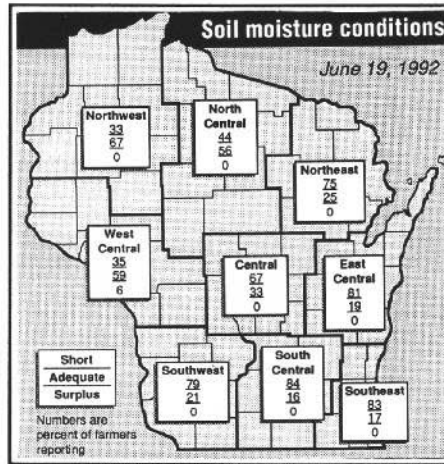 Soil moisture conditions
June 19, 1992
Northwest
33
67
0
North
Central
44
56
0
Northeast
75
25
0
West
Central
35
59
6
Central
67
33
0
East
Central
81
19
0
Southwest
79
21
0
South
Central
84
16
0
Southeast
83
17
0
Short
Adequate
Surplus
Numbers are
percent of farmers
reporting